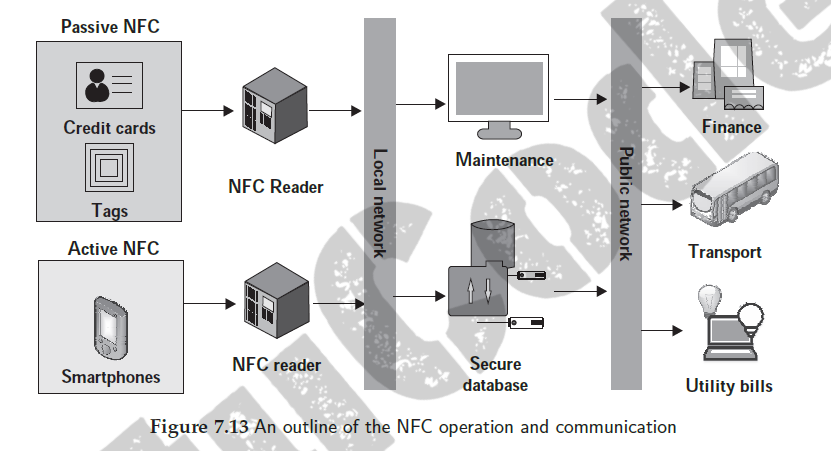 Passive NFC
Credit cards
Tags
NFC Reader
Active NFC
Smartphones
NFC reader
Local network
Maintenance
Secure
database
Public network
Finance
Transport
Utility bills
Figure 7.13 An outline of the NFC operation and communication